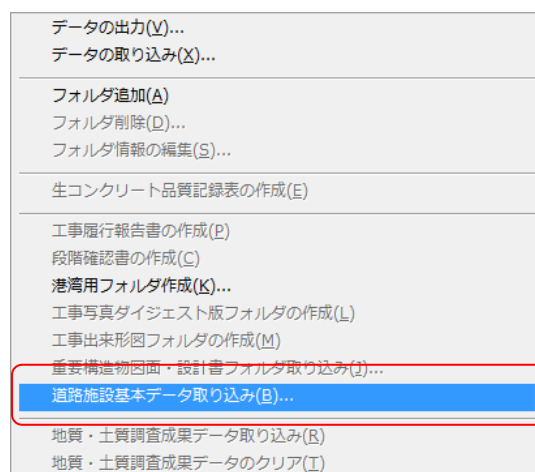 データの出力(V)...
データの取り込み(X)...
フォルダ追加(A)
フォルダ削除(D)...
フォルダ情報の編集(S)...
生コンクリート品質記録表の作成(E)
工事履行報告書の作成(P)
段階確認書の作成(C)
港湾用フォルダ作成(K)...
工事写真ダイジェスト版フォルダの作成(L)
工事出来形図フォルダの作成(M)
重要構造物図面・設計書フォルダ取り込み(J)...
道路施設基本データ取り込み(B)...
地質・土質調査成果データ取り込み(R)
地質・土質調査成果データのクリア(T)